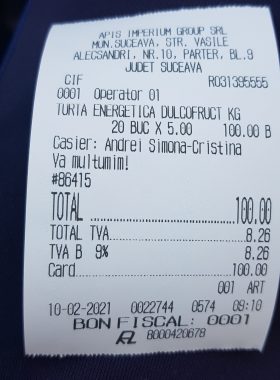 APIS IMPERIUM GROUP SRL
MUN.SUCEAVA, STR. VASILE
ALECSANDRI, NR.10, PARTER, BL.9
JUDET SUCEAVA
CIF RO31385555
0001 Operator 01
TURTA ENERGETICA DULCOFRUCT KG
20 BUC X 5.00 100.00 B
Casier: Andrei Simona-Cristina
Va multumim!
#86415
TOTAL 100.00
TOTAL TVA 8.26
TVA B 9% 8.26
Card 100.00
001 ART
10-02-2021 0022744 0574 09:10
BON FISCAL: 0001
8000420678